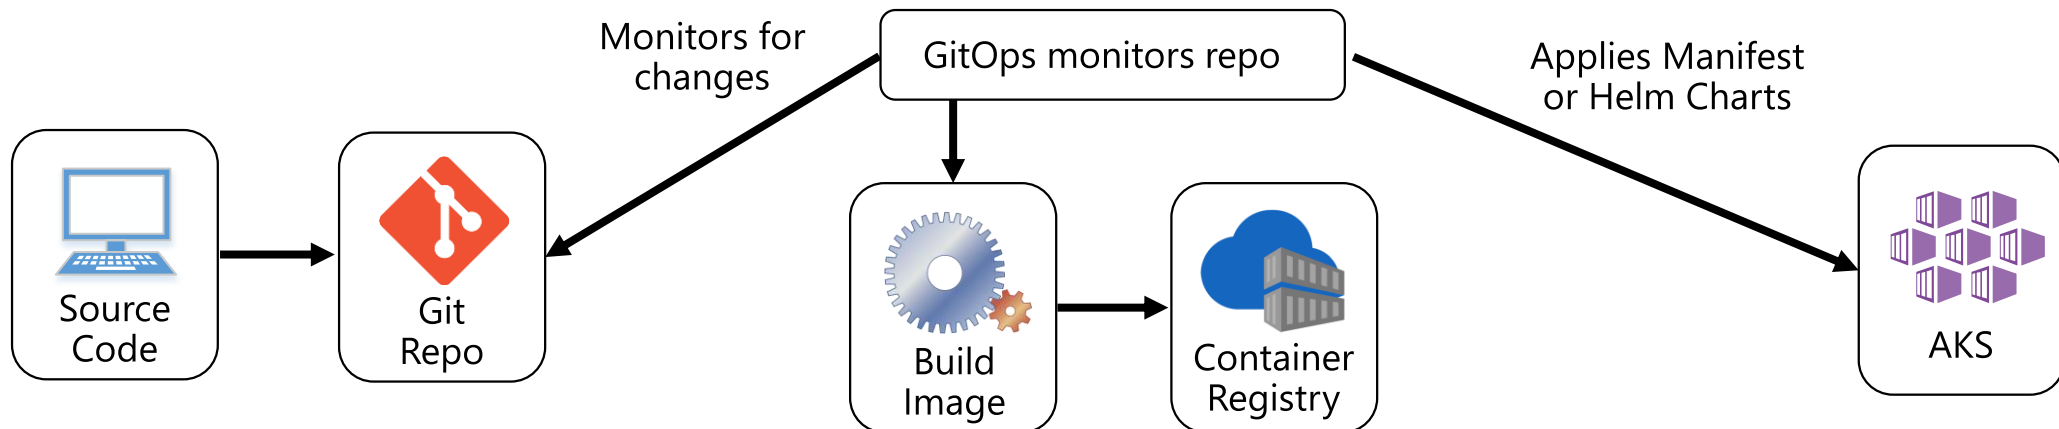 Monitors for
changes
GitOps monitors repo
Applies Manifest
or Helm Charts
Source
Code
Git
Repo
Build
Image
Container
Registry
AKS